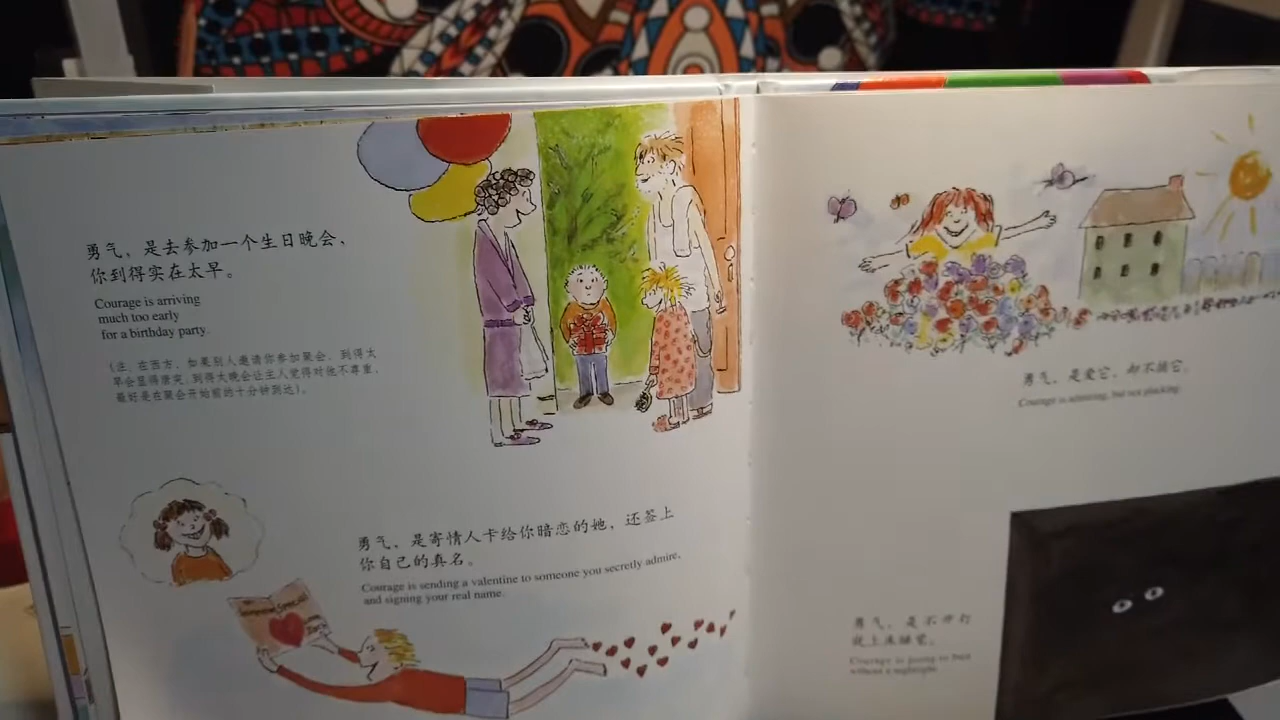 勇气，是去参加一个生日晚会，
你到得实在太早。
Courage is arriving
much too early
for a birthday party.
（注：在西方，如果别人邀请你参加聚会，到得太
早会显得唐突，到得太晚会让主人觉得对他不尊重，
最好是在聚会开始前的十分钟到达）。
勇气，是寄情人卡给你暗恋的她，还签上
你自己的真名。
Courage is sending a valentine to someone you secretly admire,
and signing your real name.
Someone Special
勇气，是爱它，却不摘它。
Courage is admiring, but not plucking.
勇气，是不开灯
就上床睡觉。
Courage is going to bed
without a nightlight.